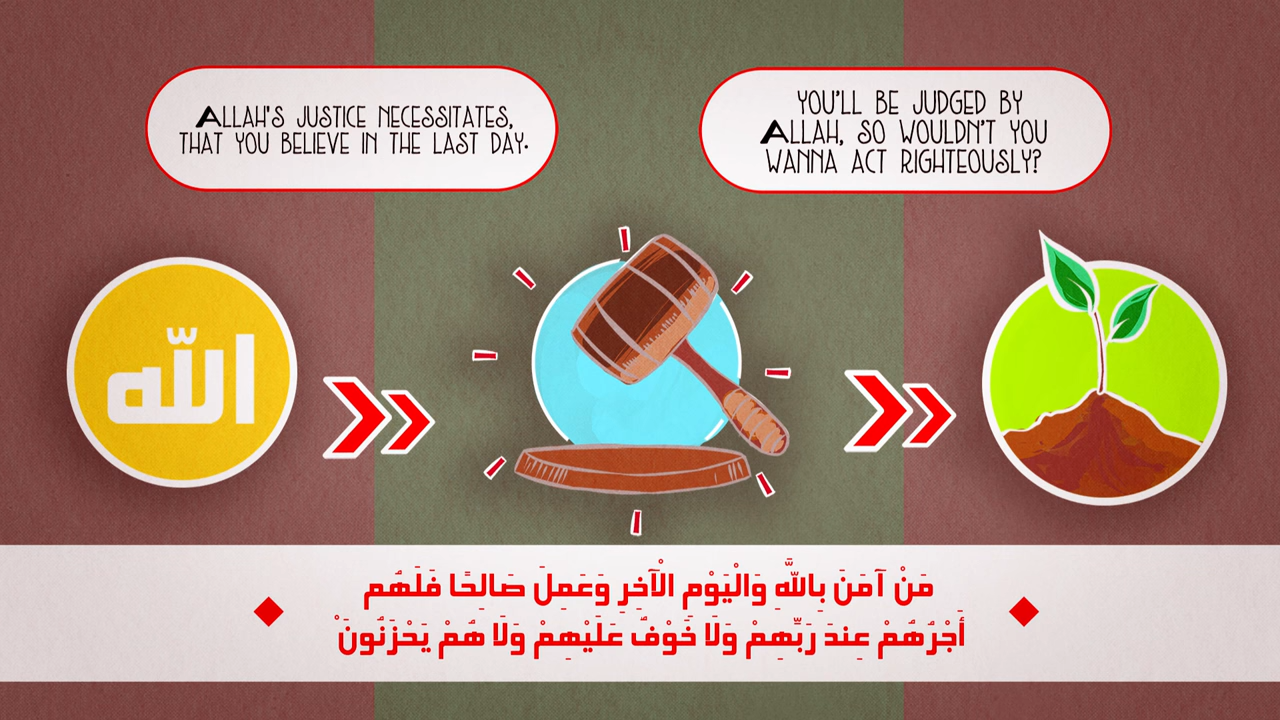 ALLAH'S JUSTICE NECESSITATES,
THAT YOU BELIEVE IN THE LAST DAY.
YOU'LL BE JUDGED BY
ALLAH, SO WOULDN'T YOU
WANNA ACT RIGHTEOUSLY?
الله
مَنْ آمَنَ بِاللَّهِ وَالْيَوْمِ الْآخِرِ وَعَمِلَ صَالِحًا فَلَهُمْ
أَجْرُهُمْ عِندَ رَبِّهِمْ وَلَا خَوْفٌ عَلَيْهِمْ وَلَا هُمْ يَحْزَنُونَ